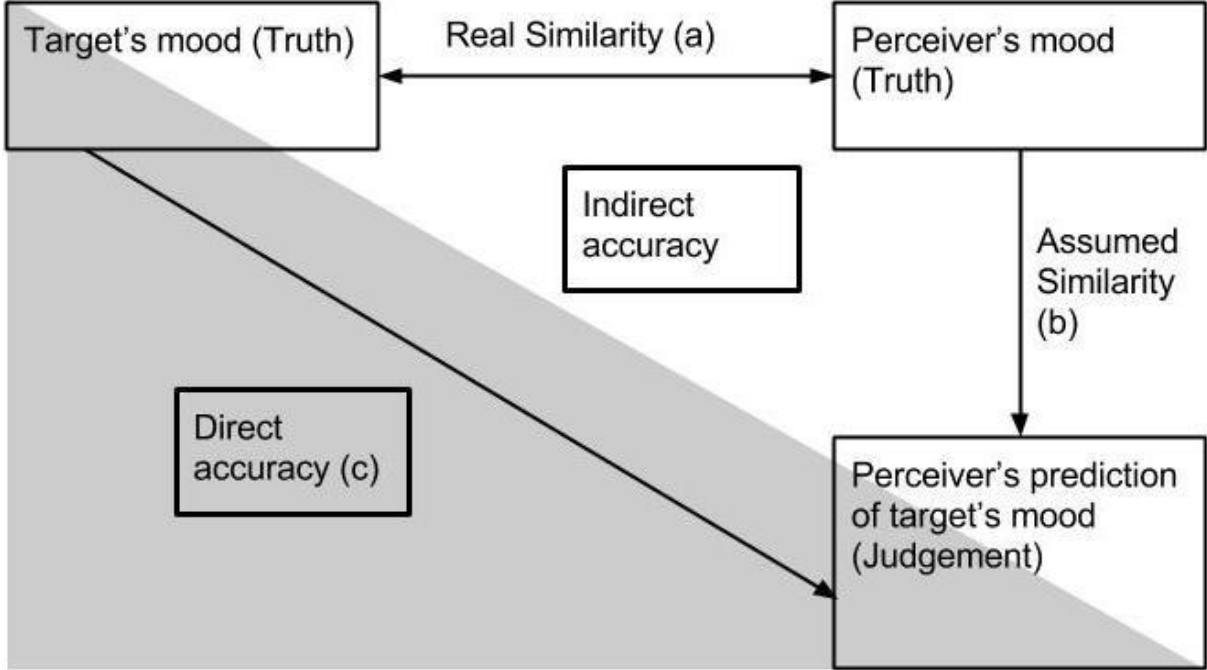 Target's mood (Truth)
Real Similarity (a)
Perceiver's mood
(Truth)
Indirect
accuracy
Assumed
Similarity
(b)
Direct
accuracy (c)
Perceiver's prediction
of target's mood
(Judgement)